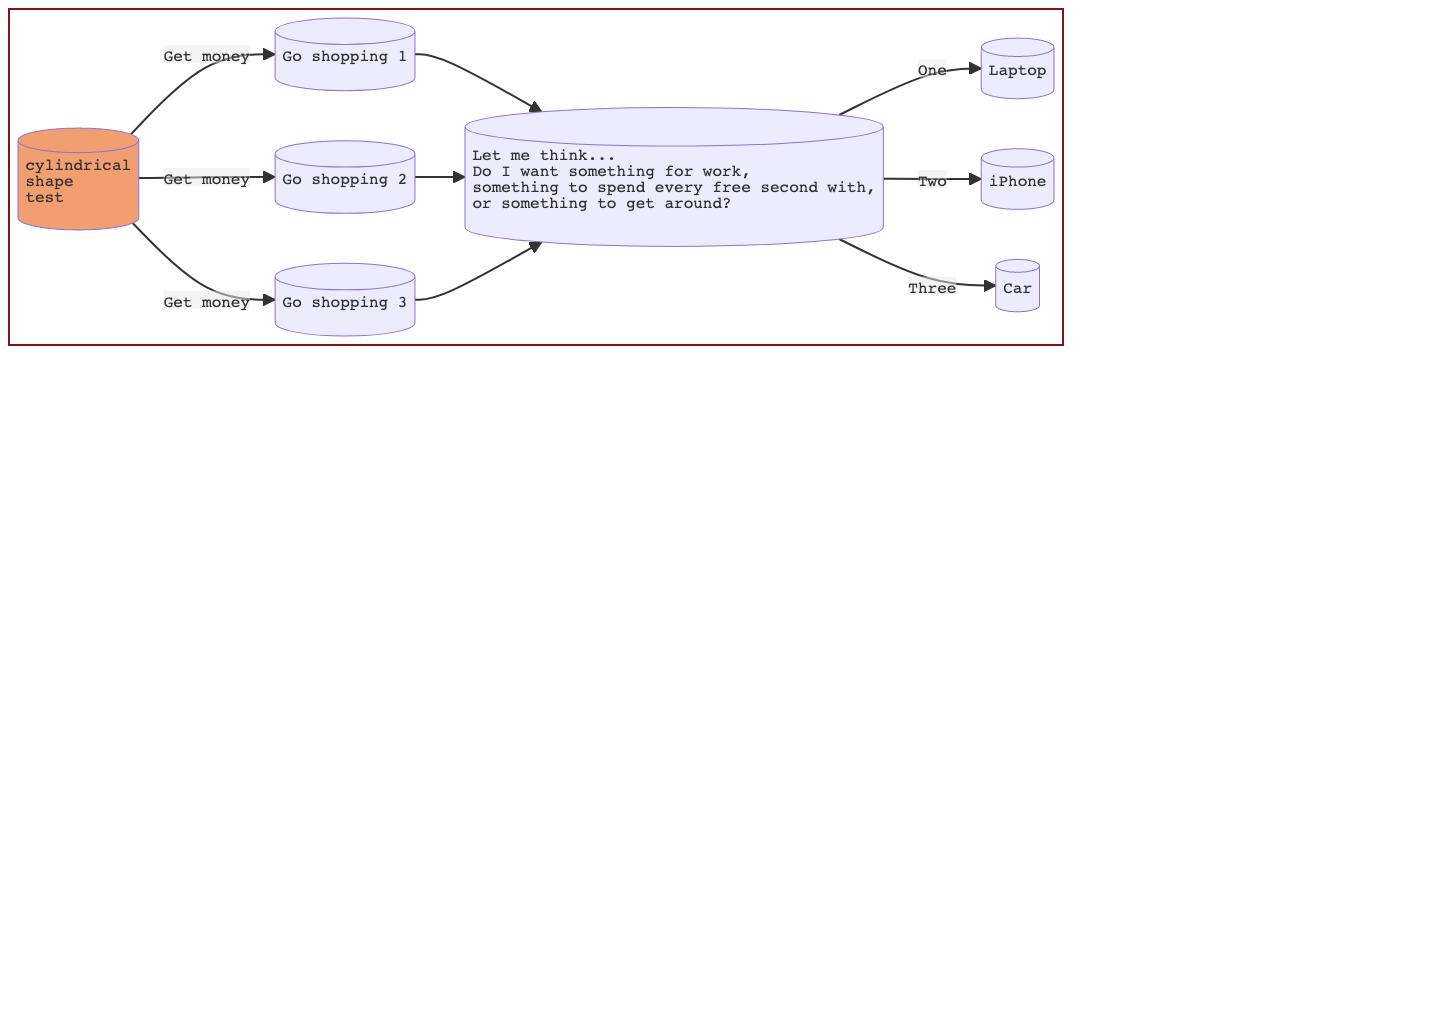 Get money
Go shopping 1
One
Laptop
cylindrical
shape
test
Get money
Go shopping 2
Let me think...
Do I want something for work,
something to spend every free second with,
or something to get around?
Two
iPhone
Get money
Go shopping 3
Three
Car